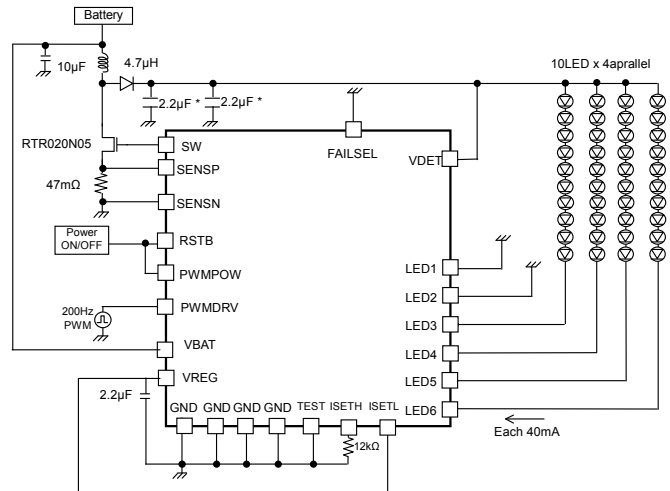 Battery
10μF
4.7μH
10LED x 4aprallel
2.2μF *
2.2μF *
RTR020N05
SW
FAILSEL
VDET
SENSP
47mΩ
SENSN
Power
ON/OFF
RSTB
PWMPOW
LED1
LED2
200Hz
PWM
PWMDRV
LED3
VBAT
LED4
VREG
LED5
2.2μF
GND
GND
GND
GND
TEST
ISETH
ISETL
LED6
12kΩ
Each 40mA